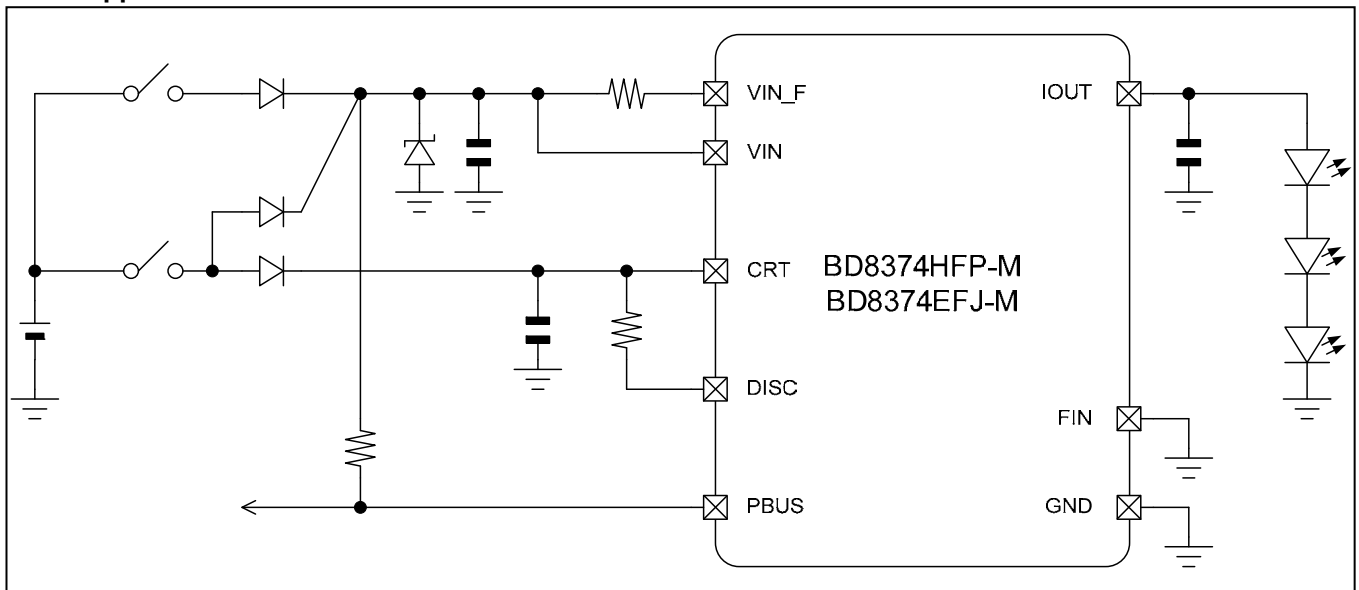 VIN_F
IOUT
VIN
CRT
BD8374HFP-M
BD8374EFJ-M
DISC
FIN
PBUS
GND